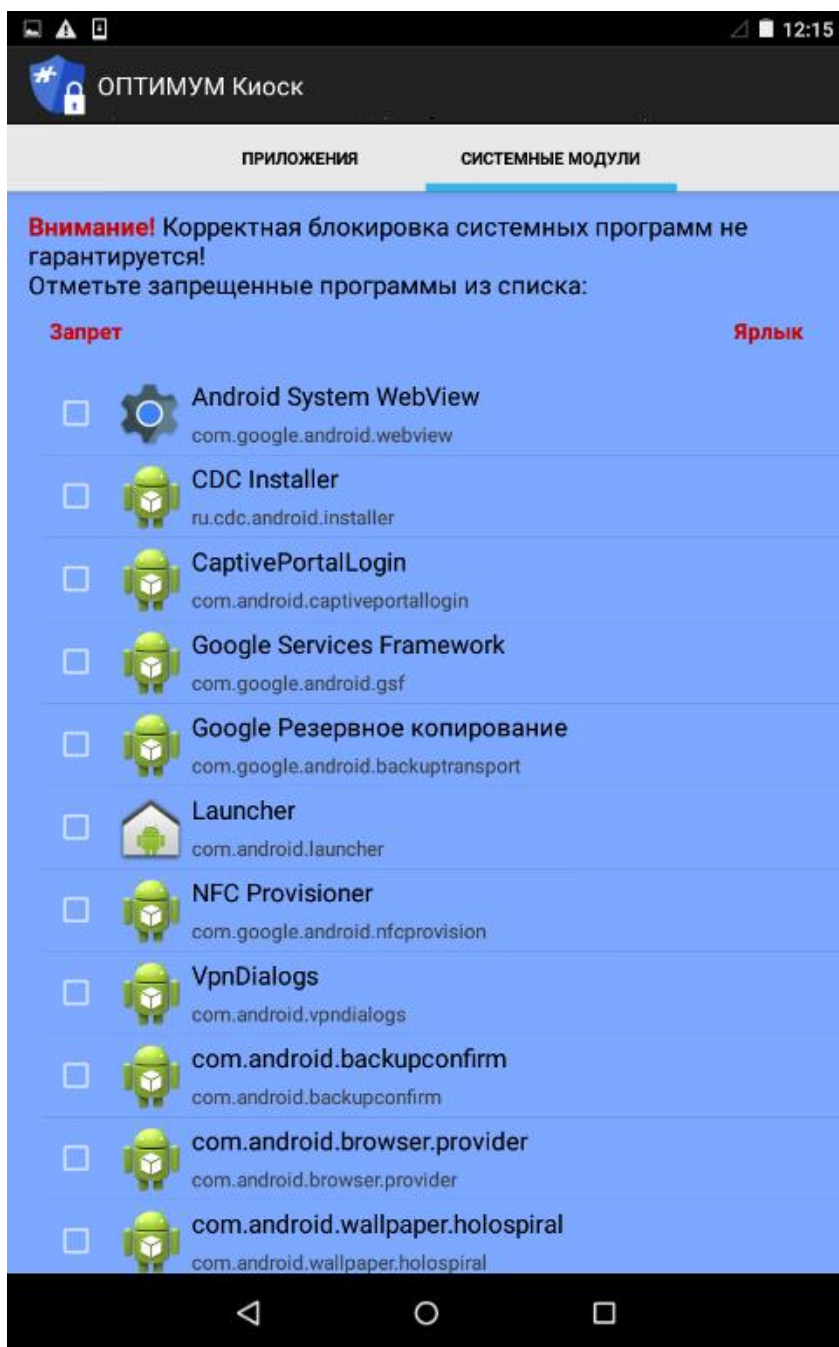 12:15
ОПТИМУМ Киоск
ПРИЛОЖЕНИЯ СИСТЕМНЫЕ МОДУЛИ
Внимание! Корректная блокировка системных программ не
гарантируется!
Отметьте запрещенные программы из списка:
Запрет Ярлык
Android System WebView
com.google.android.webview
CDC Installer
ru.cdc.android.installer
CaptivePortalLogin
com.android.captiveportallogin
Google Services Framework
com.google.android.gsf
Google Резервное копирование
com.google.android.backuptransport
Launcher
com.android.launcher
NFC Provisioner
com.google.android.nfcprovision
VpnDialogs
com.android.vpndialogs
com.android.backupconfirm
com.android.backupconfirm
com.android.browser.provider
com.android.browser.provider
com.android.wallpaper.holospiral
com.android.wallpaper.holospiral